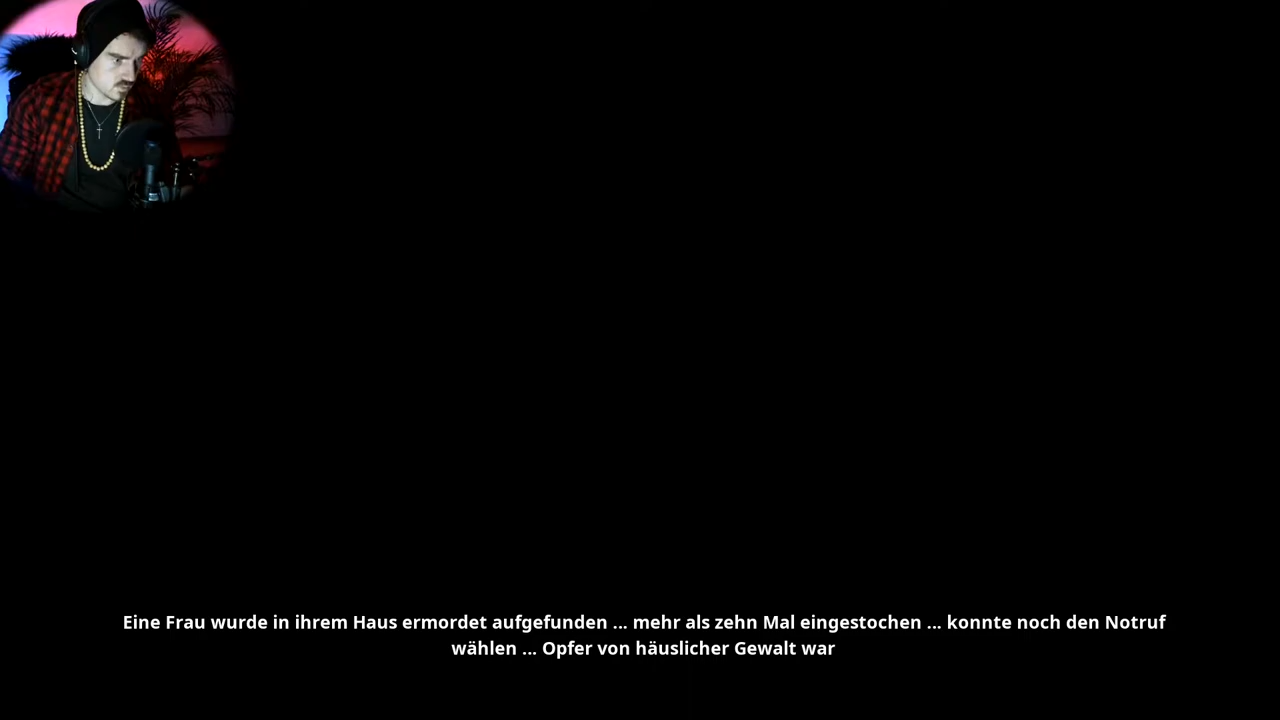 Eine Frau wurde in ihrem Haus ermordet aufgefunden ... mehr als zehn Mal eingestochen ... konnte noch den Notruf
wählen ... Opfer von häuslicher Gewalt war